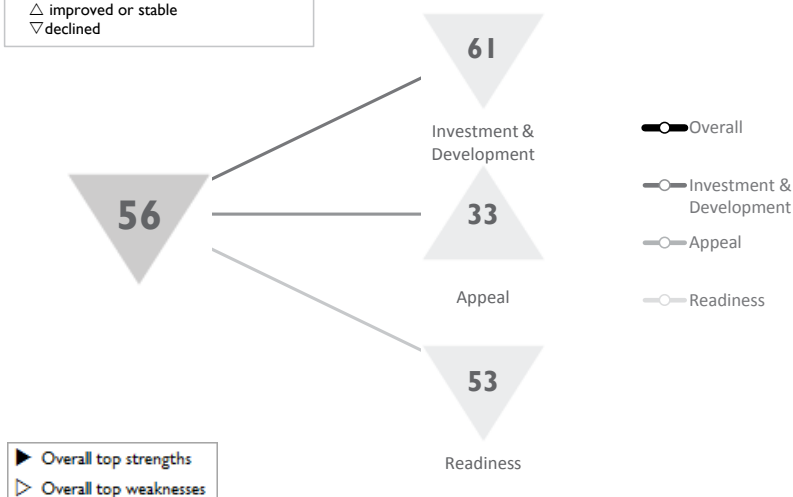 △ improved or stable
▽ declined
61
Investment &
Development
56
33
Appeal
53
Readiness
Overall
Investment &
Development
Appeal
Readiness
▶ Overall top strengths
▷ Overall top weaknesses